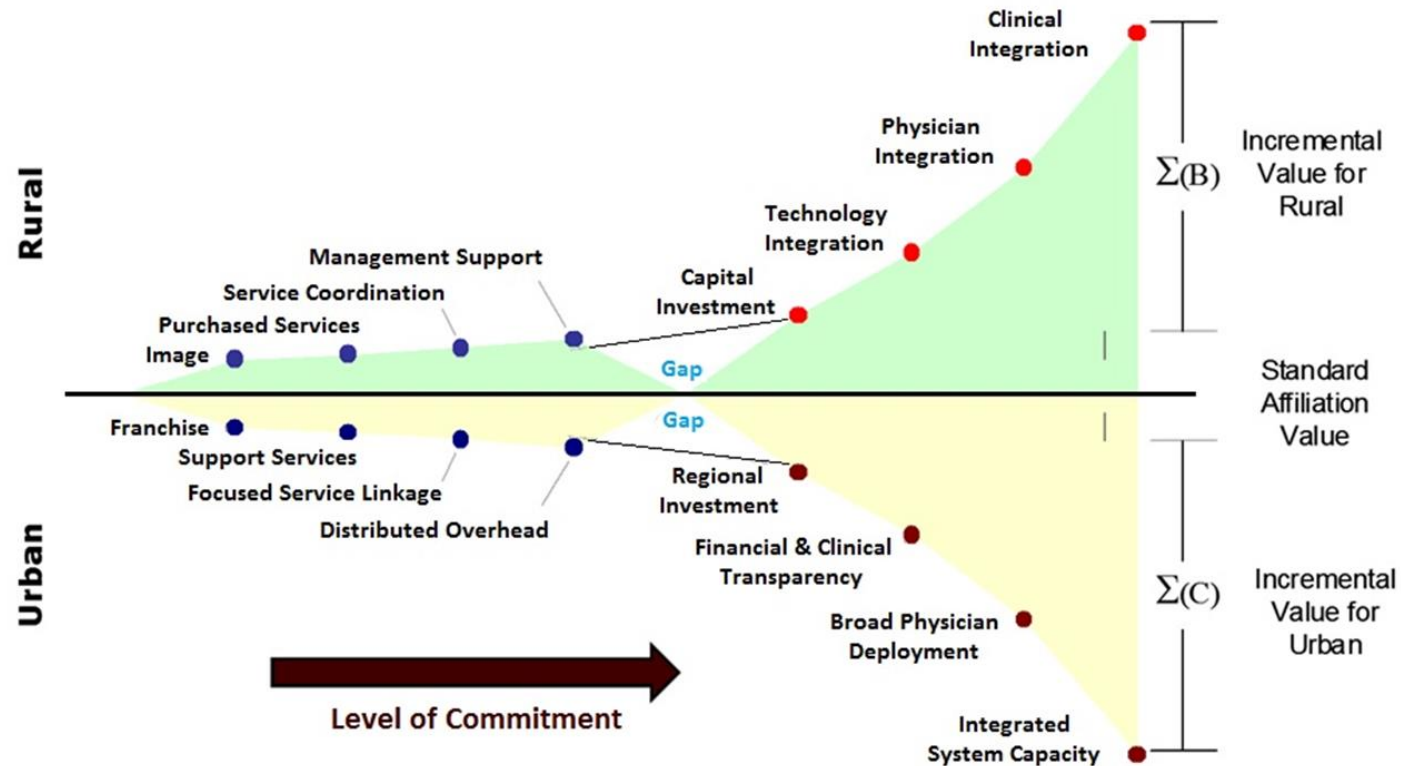 Clinical
Integration
Physician
Integration
Technology
Integration
Capital
Investment
Management Support
Service Coordination
Purchased Services
Image
Rural
Gap
Σ(B)
Incremental
Value for
Rural
Standard
Affiliation
Value
Gap
Franchise
Support Services
Focused Service Linkage
Distributed Overhead
Urban
Regional
Investment
Financial & Clinical
Transparency
Broad Physician
Deployment
Integrated
System Capacity
Σ(C)
Incremental
Value for
Urban
Level of Commitment